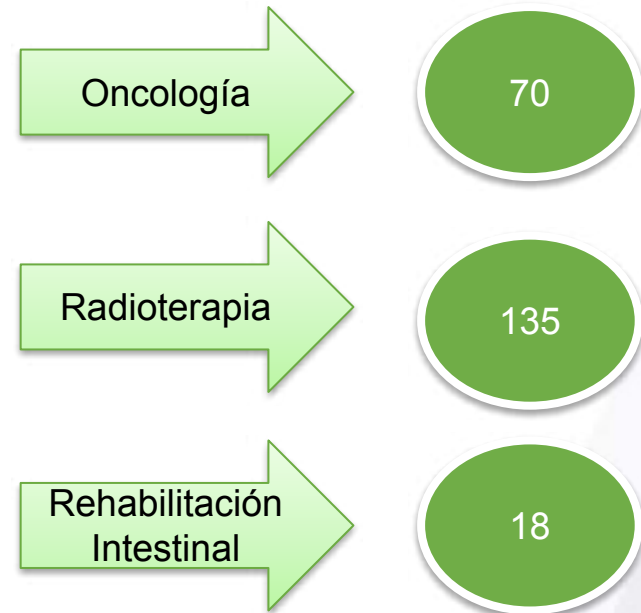 Oncología
70
Radioterapia
135
Rehabilitación
Intestinal
18